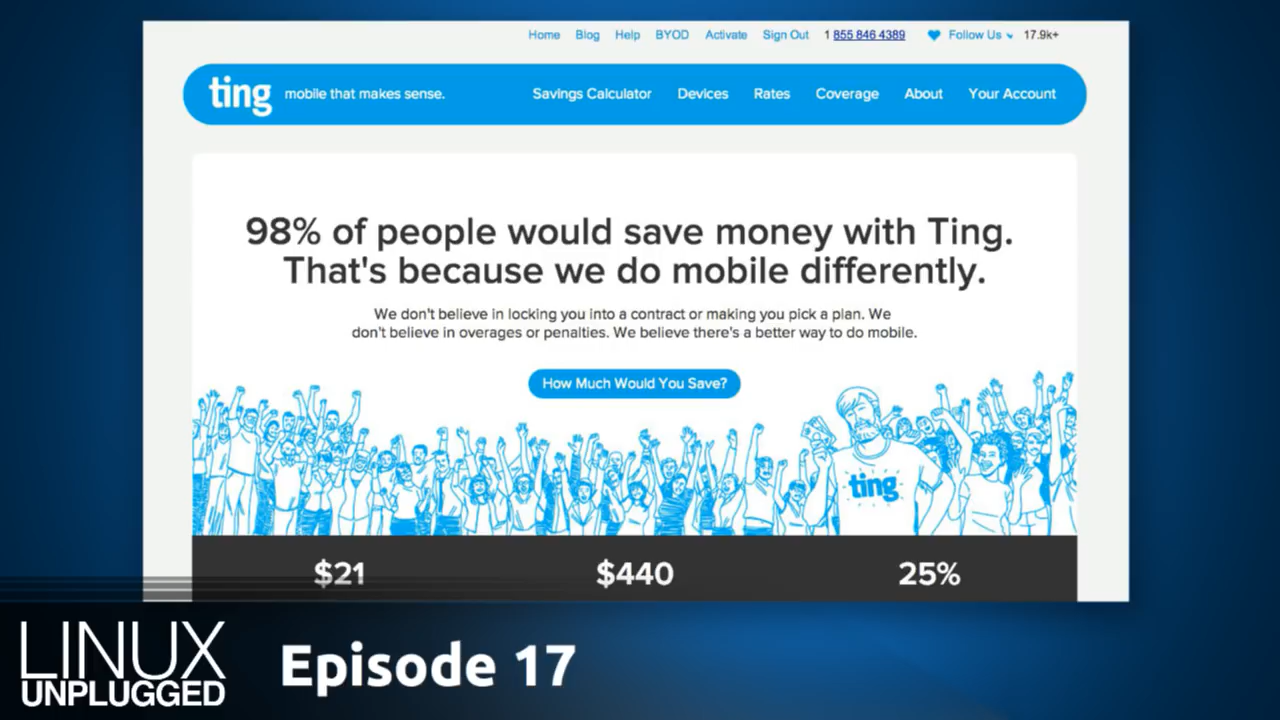 Home Blog Help BYOD Activate Sign Out 1 855 846 4389 Follow Us 17.9k+
ting mobile that makes sense. Savings Calculator Devices Rates Coverage About Your Account
98% of people would save money with Ting.
That's because we do mobile differently.
We don't believe in locking you into a contract or making you pick a plan. We
don't believe in overages or penalties. We believe there's a better way to do mobile.
How Much Would You Save?
ting
$21 $440 25%
LINUX
UNPLUGGED
Episode 17